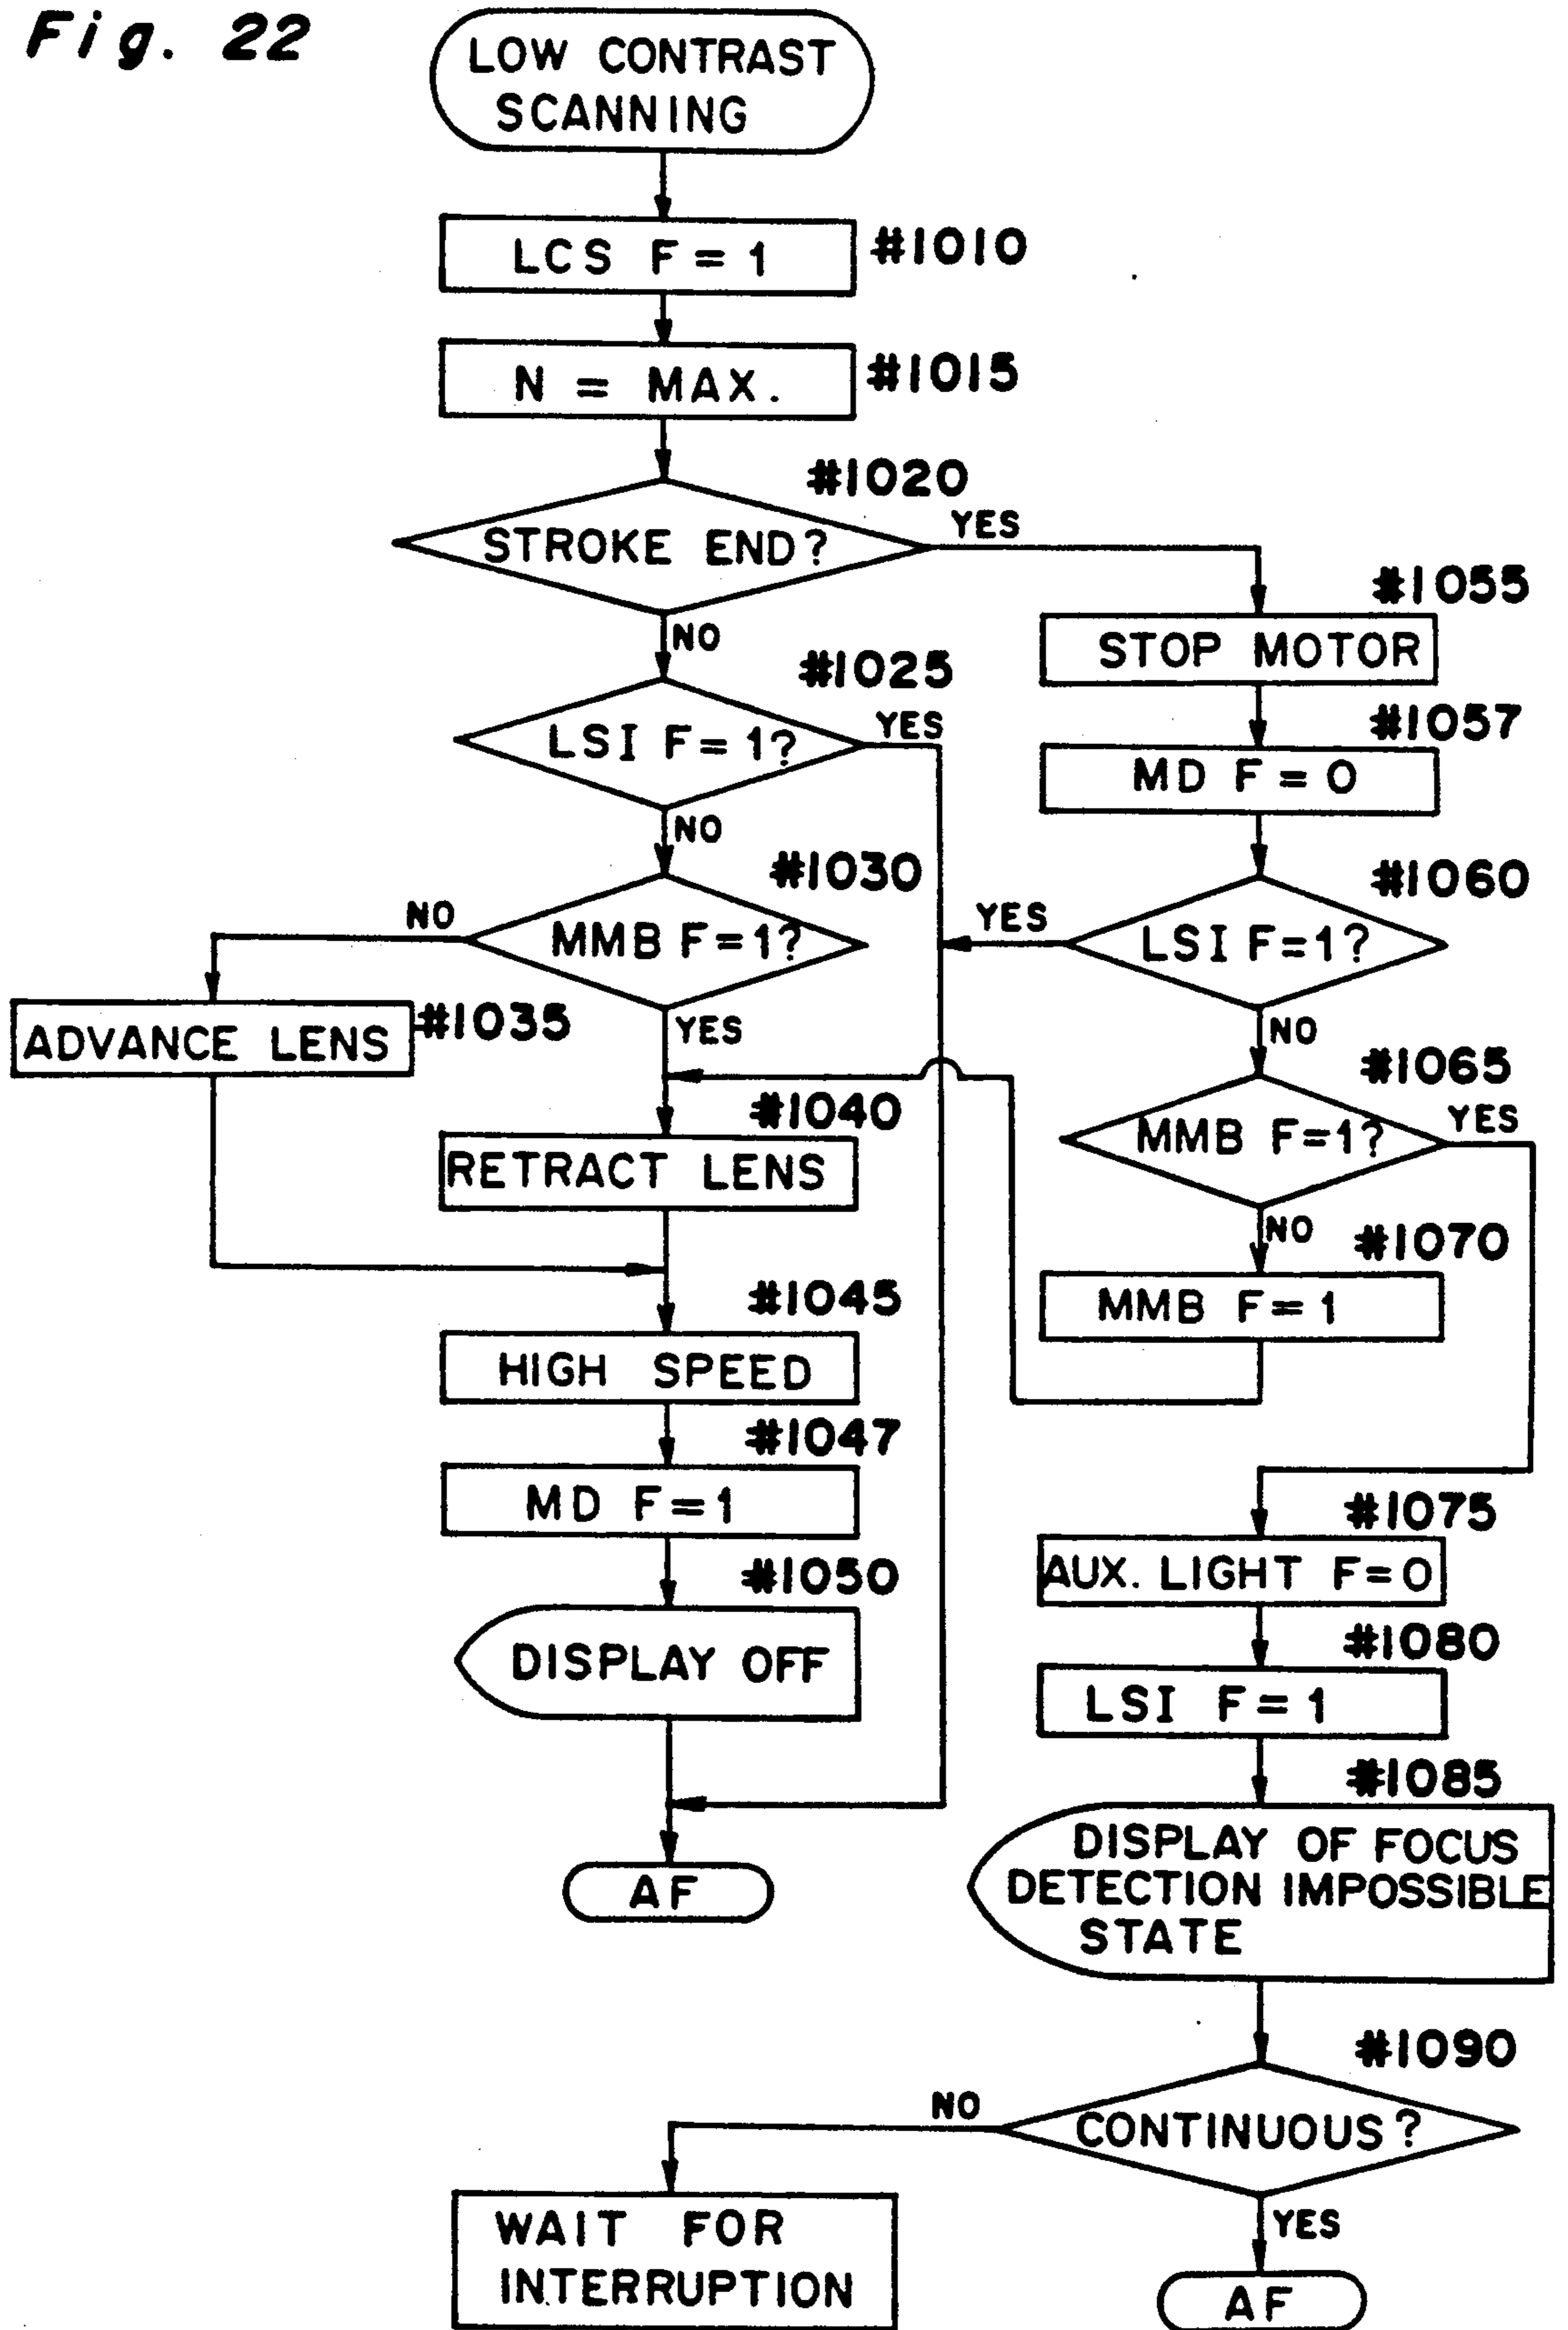 Fig. 22
LOW CONTRAST
SCANNING
LCS F = 1
#1010
N = MAX.
#1015
#1020
STROKE END?
YES
NO
#1055
STOP MOTOR
#1025
LSI F = 1?
YES
NO
#1057
MD F = 0
#1030
MMB F = 1?
NO
YES
#1060
LSI F = 1?
YES
NO
ADVANCE LENS
#1035
#1065
MMB F = 1?
YES
NO
#1040
RETRACT LENS
#1070
MMB F = 1
#1045
HIGH SPEED
#1047
MD F = 1
#1075
AUX. LIGHT F = 0
#1050
DISPLAY OFF
#1080
LSI F = 1
#1085
DISPLAY OF FOCUS
DETECTION IMPOSSIBLE
STATE
AF
#1090
CONTINUOUS?
NO
YES
WAIT FOR
INTERRUPTION
AF